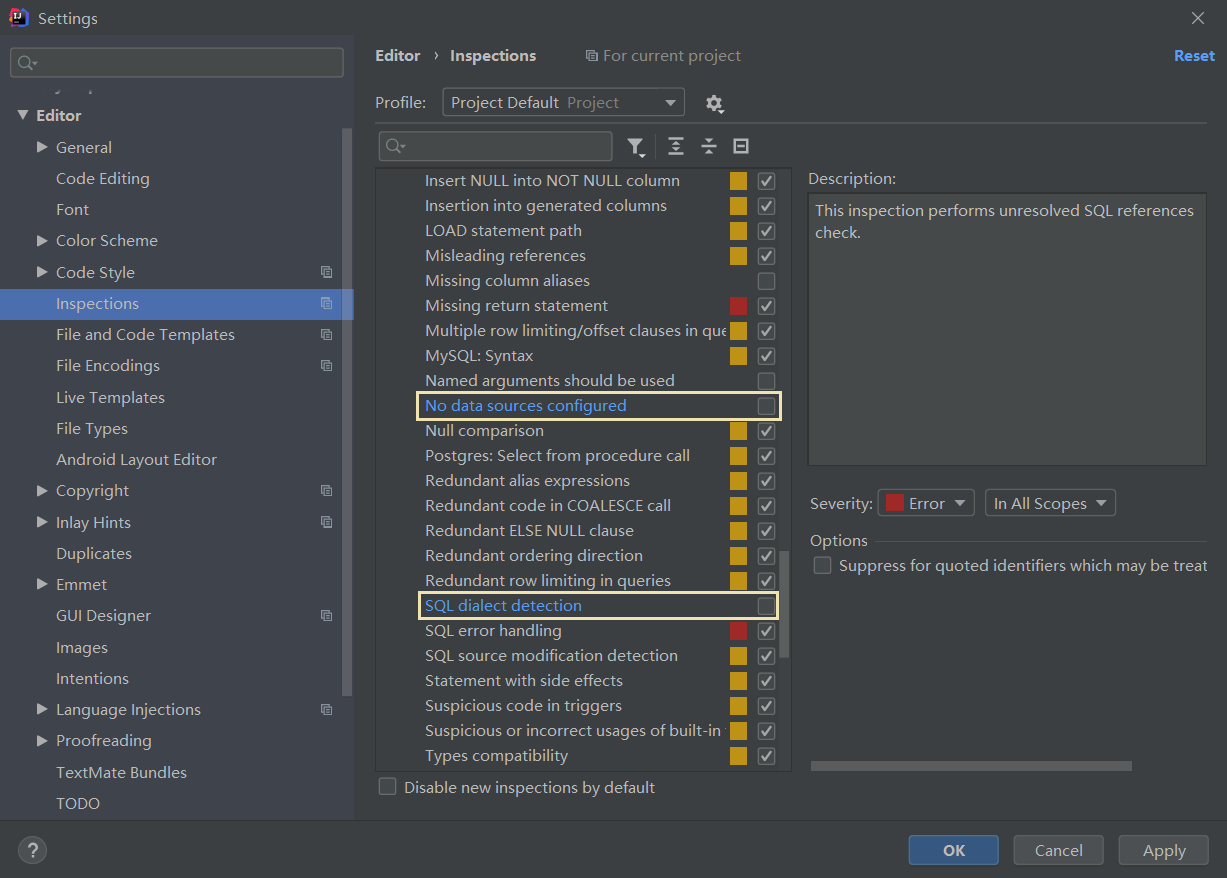 Settings
Editor
General
Code Editing
Font
Color Scheme
Code Style
Inspections
File and Code Templates
File Encodings
Live Templates
File Types
Android Layout Editor
Copyright
Inlay Hints
Duplicates
Emmet
GUI Designer
Images
Intentions
Language Injections
Proofreading
TextMate Bundles
TODO
Editor › Inspections For current project Reset
Profile: Project Default Project
Insert NULL into NOT NULL column
Insertion into generated columns
LOAD statement path
Misleading references
Missing column aliases
Missing return statement
Multiple row limiting/offset clauses in que
MySQL: Syntax
Named arguments should be used
No data sources configured
Null comparison
Postgres: Select from procedure call
Redundant alias expressions
Redundant code in COALESCE call
Redundant ELSE NULL clause
Redundant ordering direction
Redundant row limiting in queries
SQL dialect detection
SQL error handling
SQL source modification detection
Statement with side effects
Suspicious code in triggers
Suspicious or incorrect usages of built-in
Types compatibility
Disable new inspections by default
Description:
This inspection performs unresolved SQL references
check.
Severity: Error In All Scopes
Options
Suppress for quoted identifiers which may be treat
? OK Cancel Apply